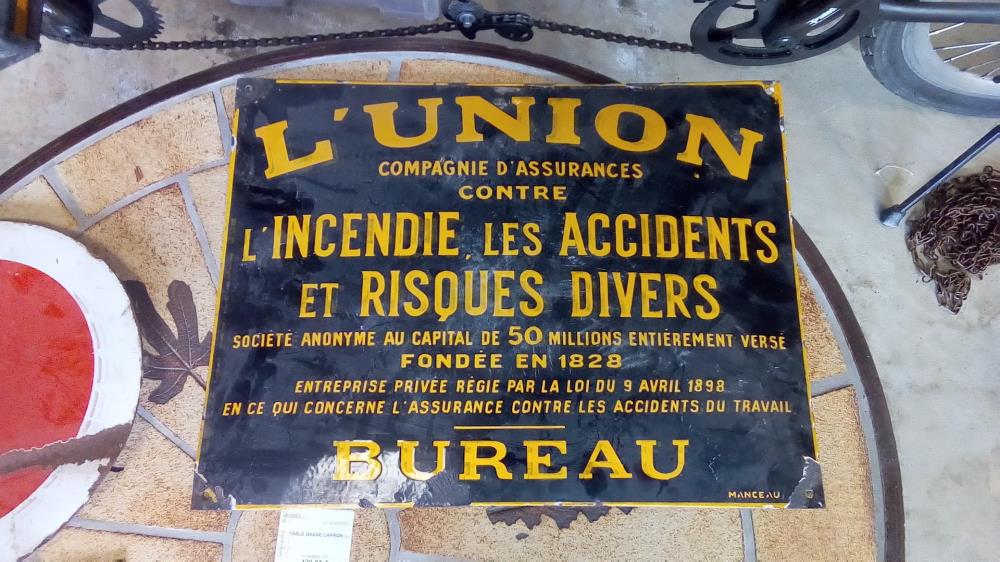 L'UNION
COMPAGNIE D'ASSURANCES
CONTRE
L'INCENDIE, LES ACCIDENTS
ET RISQUES DIVERS
SOCIÉTÉ ANONYME AU CAPITAL DE 50 MILLIONS ENTIÈREMENT VERSÉ
FONDÉE EN 1828
ENTREPRISE PRIVÉE RÉGIE PAR LA LOI DU 9 AVRIL 1898
EN CE QUI CONCERNE L'ASSURANCE CONTRE LES ACCIDENTS DU TRAVAIL
BUREAU
MANCEAU
TABLE BASSE